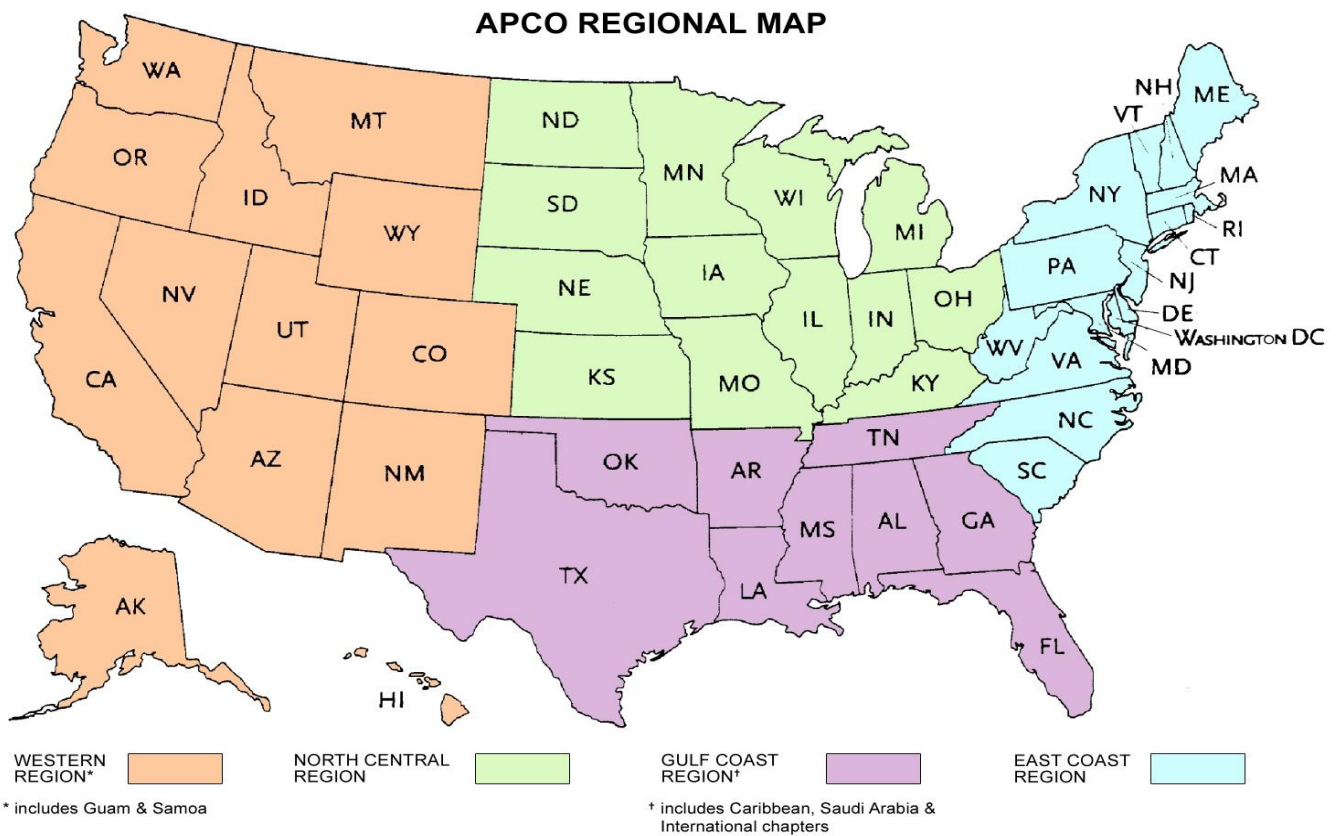 APCO REGIONAL MAP
WA
MT
ND
MN
NH
ME
VT
OR
ID
SD
WI
NY
MA
WY
MI
RI
CT
NV
NE
IA
PA
NJ
UT
OH
DE
CO
IL
IN
WASHINGTON DC
WV
CA
KS
MO
KY
VA
MD
NC
TN
AZ
NM
OK
AR
SC
MS
AL
GA
TX
LA
AK
FL
HI
WESTERN
REGION*
NORTH CENTRAL
REGION
GULF COAST
REGION†
EAST COAST
REGION
* includes Guam & Samoa
† includes Caribbean, Saudi Arabia &
International chapters